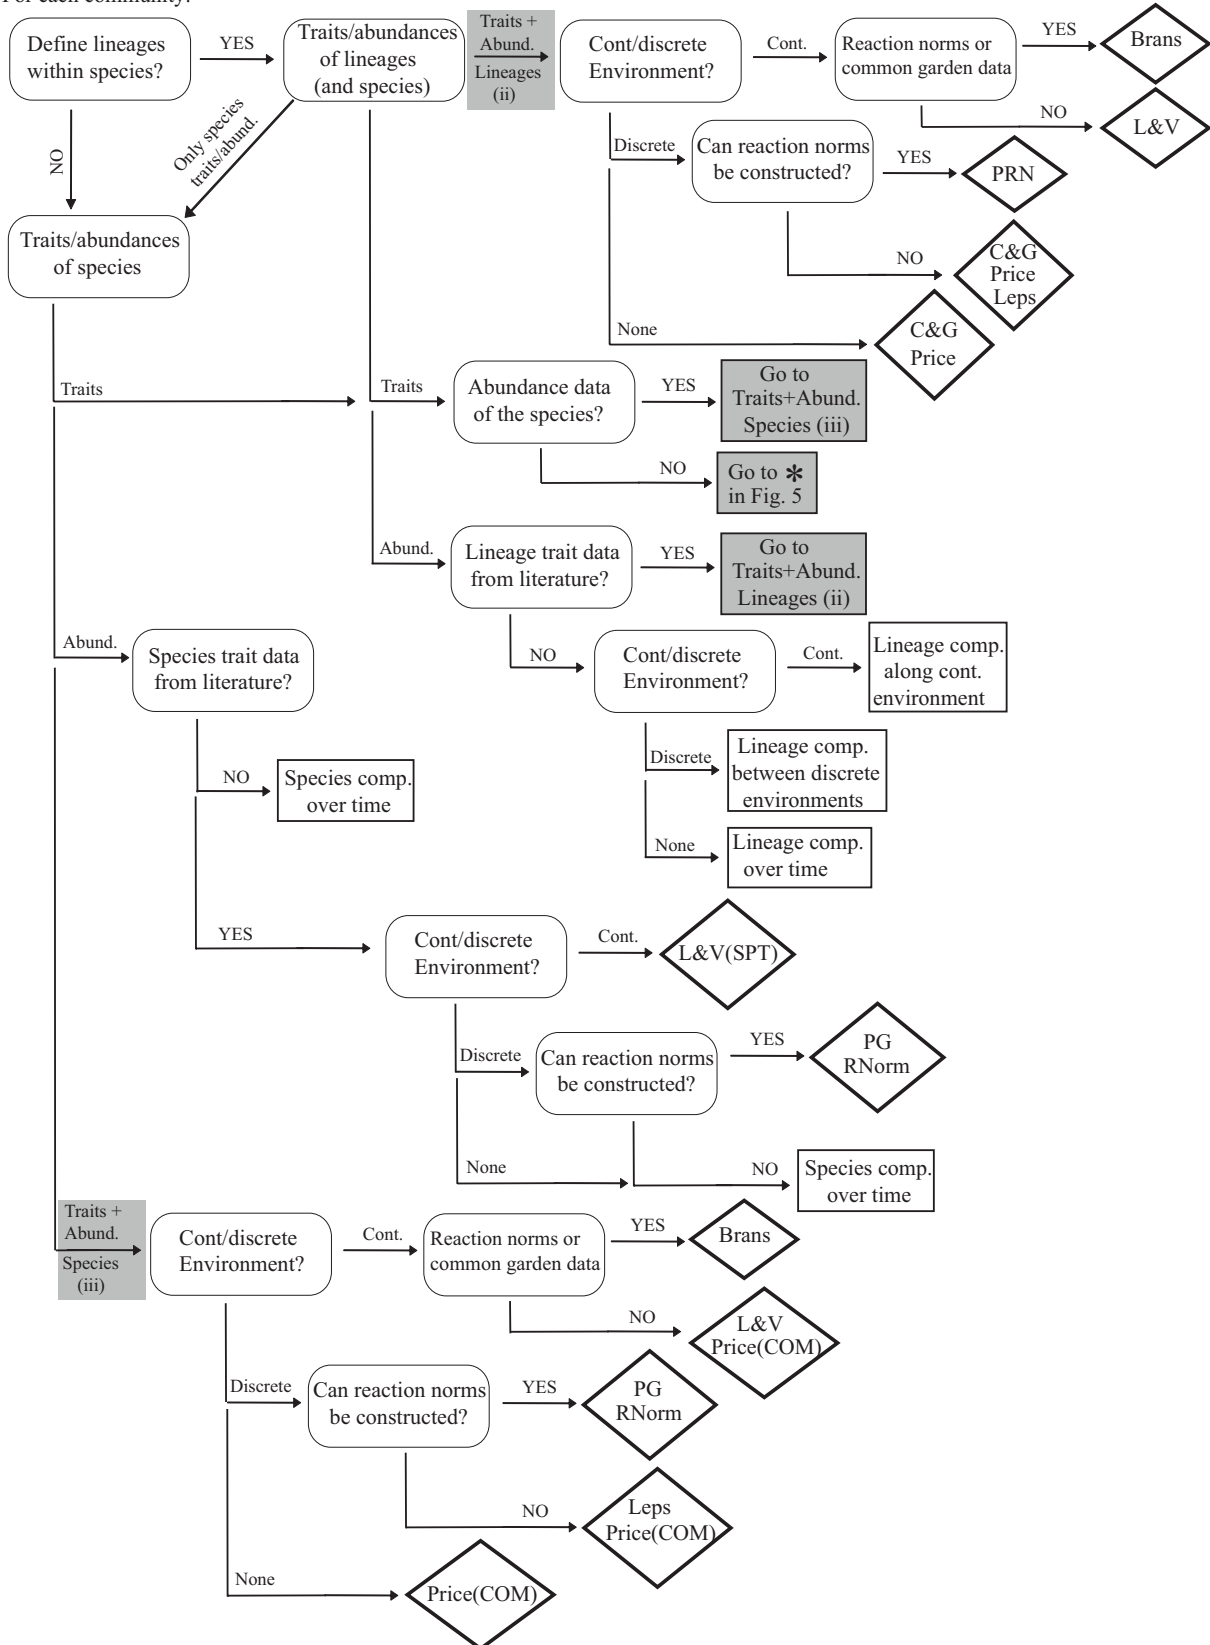 For each community:
Define lineages
within species?
YES
Traits/abundances
of lineages
(and species)
Traits +
Abund.
Lineages
(ii)
Cont/discrete
Environment?
Cont.
Reaction norms or
common garden data
YES
Brans
NO
L&V
NO
Only species
traits/abund.
Discrete
Can reaction norms
be constructed?
YES
PRN
NO
C&G
Price
Leps
None
C&G
Price
Traits/abundances
of species
Traits
Traits
Abundance data
of the species?
YES
Go to
Traits+Abund.
Species (iii)
NO
Go to *
in Fig. 5
Abund.
Lineage trait data
from literature?
YES
Go to
Traits+Abund.
Lineages (ii)
NO
Cont/discrete
Environment?
Cont.
Lineage comp.
along cont.
environment
Discrete
Lineage comp.
between discrete
environments
None
Lineage comp.
over time
Abund.
Species trait data
from literature?
NO
Species comp.
over time
YES
Cont/discrete
Environment?
Cont.
L&V(SPT)
Discrete
Can reaction norms
be constructed?
YES
PG
RNorm
None
NO
Species comp.
over time
Traits +
Abund.
Species
(iii)
Cont/discrete
Environment?
Cont.
Reaction norms or
common garden data
YES
Brans
NO
L&V
Price(COM)
Discrete
Can reaction norms
be constructed?
YES
PG
RNorm
NO
Leps
Price(COM)
None
Price(COM)